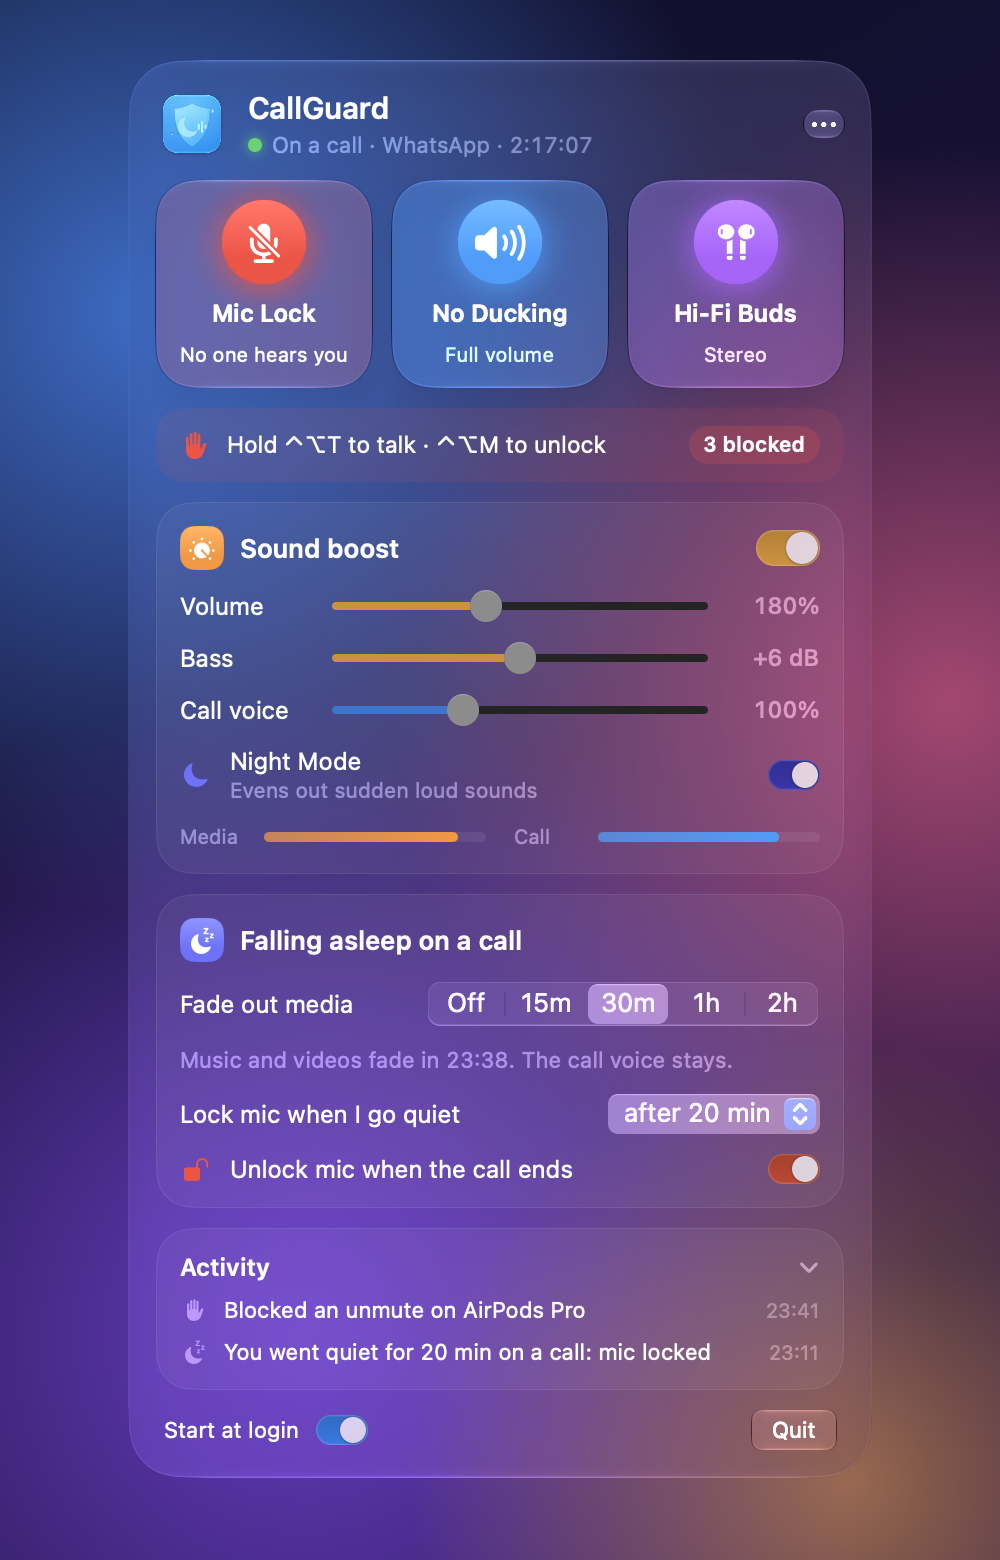 CallGuard
On a call · WhatsApp · 2:17:07
Mic Lock
No one hears you
No Ducking
Full volume
Hi-Fi Buds
Stereo
Hold ⌃⌥T to talk · ⌃⌥M to unlock
3 blocked
Sound boost
Volume 180%
Bass +6 dB
Call voice 100%
Night Mode
Evens out sudden loud sounds
Media Call
Falling asleep on a call
Fade out media Off 15m 30m 1h 2h
Music and videos fade in 23:38. The call voice stays.
Lock mic when I go quiet after 20 min
Unlock mic when the call ends
Activity
Blocked an unmute on AirPods Pro 23:41
You went quiet for 20 min on a call: mic locked 23:11
Start at login Quit